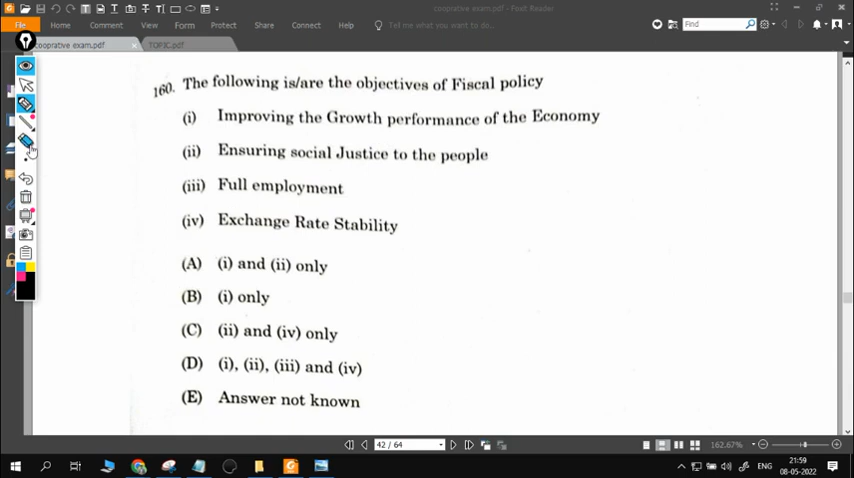 cooprative exam.pdf - Foxit Reader
File Home Comment View Form Protect Share Connect Help Tell me what you want to do... Find
cooprative exam.pdf TOPIC.pdf
160. The following is/are the objectives of Fiscal policy
(i) Improving the Growth performance of the Economy
(ii) Ensuring social Justice to the people
(iii) Full employment
(iv) Exchange Rate Stability
(A) (i) and (ii) only
(B) (i) only
(C) (ii) and (iv) only
(D) (i), (ii), (iii) and (iv)
(E) Answer not known
42 / 64 162.67%
ENG 21:59
08-05-2022